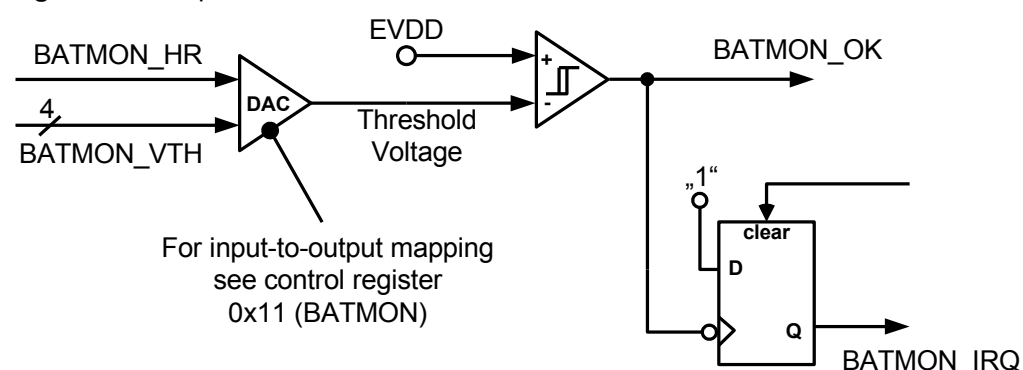 EVDD
BATMON_HR
BATMON_OK
+
DAC
-
4
Threshold
Voltage
BATMON_VTH
„1“
clear
For input-to-output mapping
see control register
0x11 (BATMON)
D
Q
BATMON_IRQ